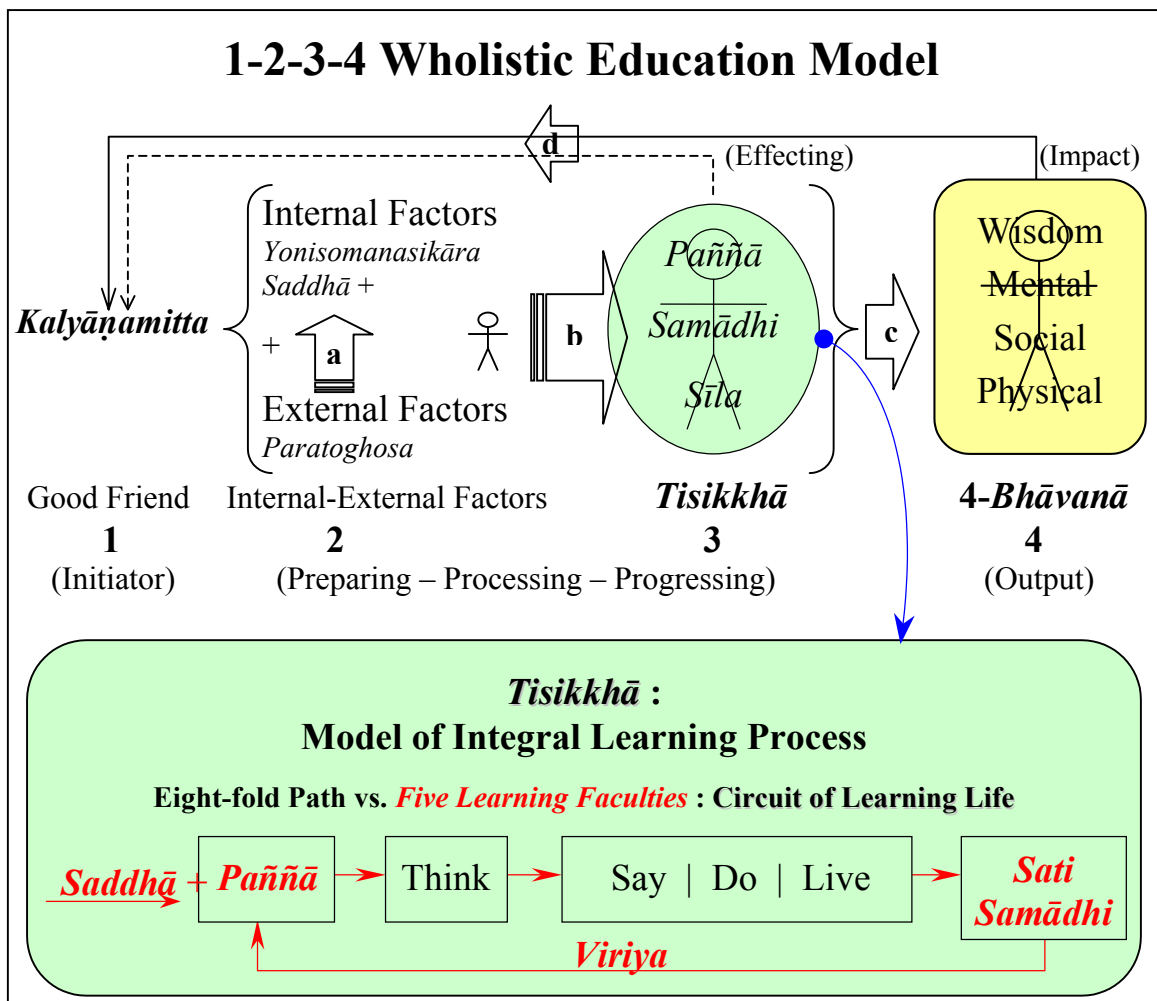 1-2-3-4 Wholistic Education Model
d
(Effecting)
(Impact)
Internal Factors
Yonisomanasikāra
Saddhā +
Kalyāṇamitta
+
a
External Factors
Paratoghosa
b
Paññā
Samādhi
Sīla
c
Wisdom
Mental
Social
Physical
Good Friend
1
(Initiator)
Internal-External Factors
2
Tisikkhā
3
(Preparing – Processing – Progressing)
4-Bhāvanā
4
(Output)
Tisikkhā :
Model of Integral Learning Process
Eight-fold Path vs. Five Learning Faculties : Circuit of Learning Life
Saddhā + Paññā
Think
Say | Do | Live
Sati
Samādhi
Viriya